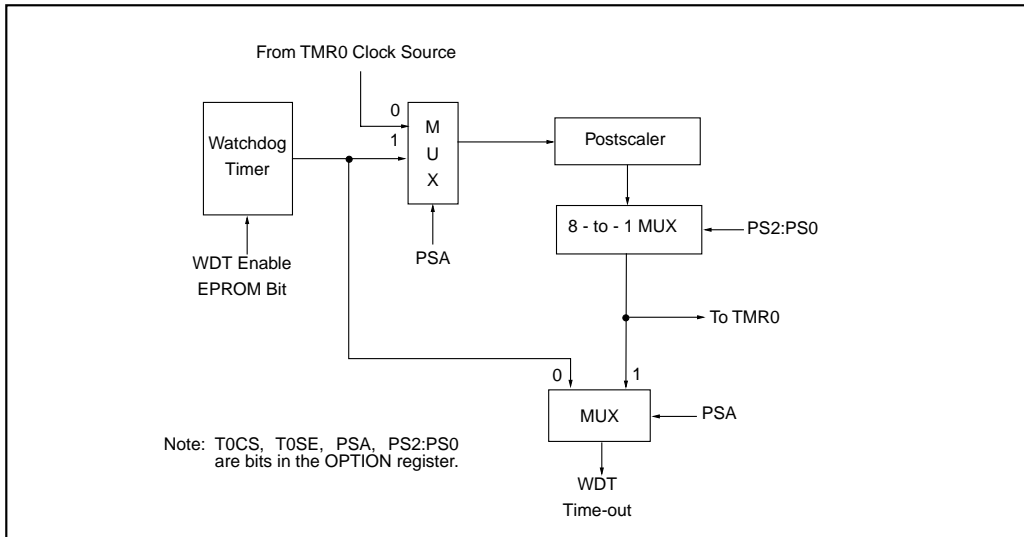 From TMR0 Clock Source
0
1
M
U
X
Watchdog
Timer
Postscaler
8 - to - 1 MUX
PS2:PS0
WDT Enable
EPROM Bit
PSA
To TMR0
0
1
MUX
PSA
Note: T0CS, T0SE, PSA, PS2:PS0
are bits in the OPTION register.
WDT
Time-out